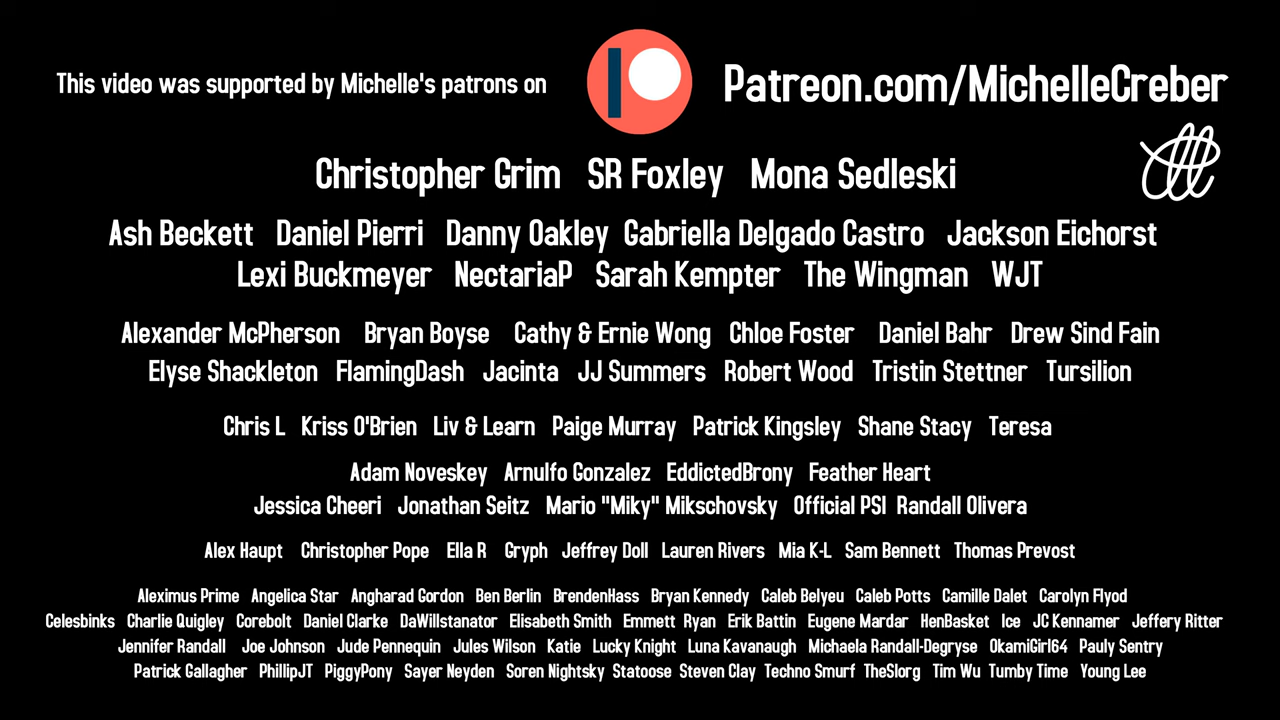 This video was supported by Michelle's patrons on Patreon.com/MichelleCreber
Christopher Grim SR Foxley Mona Sedleski
Ash Beckett Daniel Pierri Danny Oakley Gabriella Delgado Castro Jackson Eichorst
Lexi Buckmeyer NectariaP Sarah Kempter The Wingman WJT
Alexander McPherson Bryan Boyse Cathy & Ernie Wong Chloe Foster Daniel Bahr Drew Sind Fain
Elyse Shackleton FlamingDash Jacinta JJ Summers Robert Wood Tristin Stettner Tursilion
Chris L Kriss O'Brien Liv & Learn Paige Murray Patrick Kingsley Shane Stacy Teresa
Adam Noveskey Arnulfo Gonzalez EddictedBrony Feather Heart
Jessica Cheeri Jonathan Seitz Mario "Miky" Mikschovsky Official PSI Randall Olivera
Alex Haupt Christopher Pope Ella R Gryph Jeffrey Doll Lauren Rivers Mia K-L Sam Bennett Thomas Prevost
Aleximus Prime Angelica Star Angharad Gordon Ben Berlin BrendenHass Bryan Kennedy Caleb Belyeu Caleb Potts Camille Dalet Carolyn Flyod
Celesbinks Charlie Quigley Corebolt Daniel Clarke DaWillstanator Elisabeth Smith Emmett Ryan Erik Battin Eugene Mardar HenBasket Ice JC Kennamer Jeffery Ritter
Jennifer Randall Joe Johnson Jude Pennequin Jules Wilson Katie Lucky Knight Luna Kavanaugh Michaela Randall-Degryse OkamiGirl64 Pauly Sentry
Patrick Gallagher PhillipJT PiggyPony Sayer Neyden Soren Nightsky Statoose Steven Clay Techno Smurf TheSlorg Tim Wu Tumby Time Young Lee